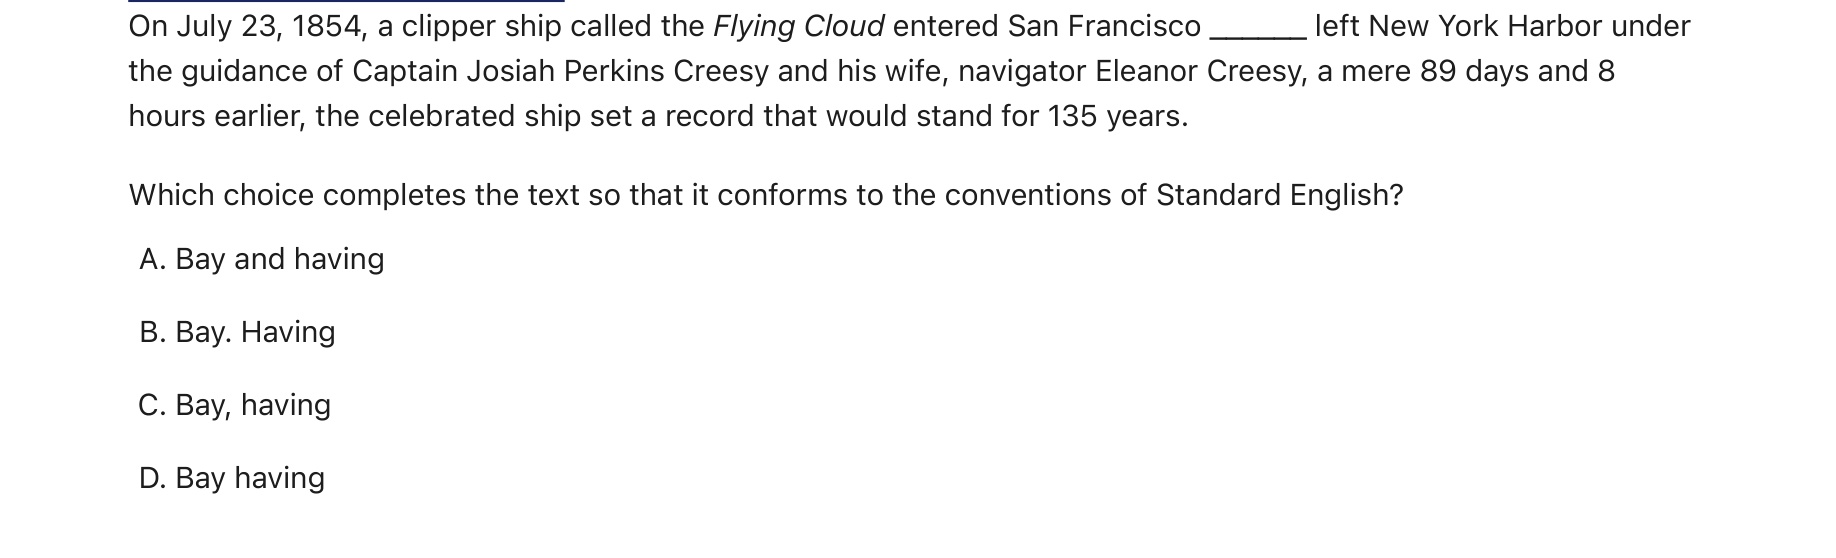 On July 23, 1854, a clipper ship called the Flying Cloud entered San Francisco ______ left New York Harbor under
the guidance of Captain Josiah Perkins Creesy and his wife, navigator Eleanor Creesy, a mere 89 days and 8
hours earlier, the celebrated ship set a record that would stand for 135 years.
Which choice completes the text so that it conforms to the conventions of Standard English?
A. Bay and having
B. Bay. Having
C. Bay, having
D. Bay having